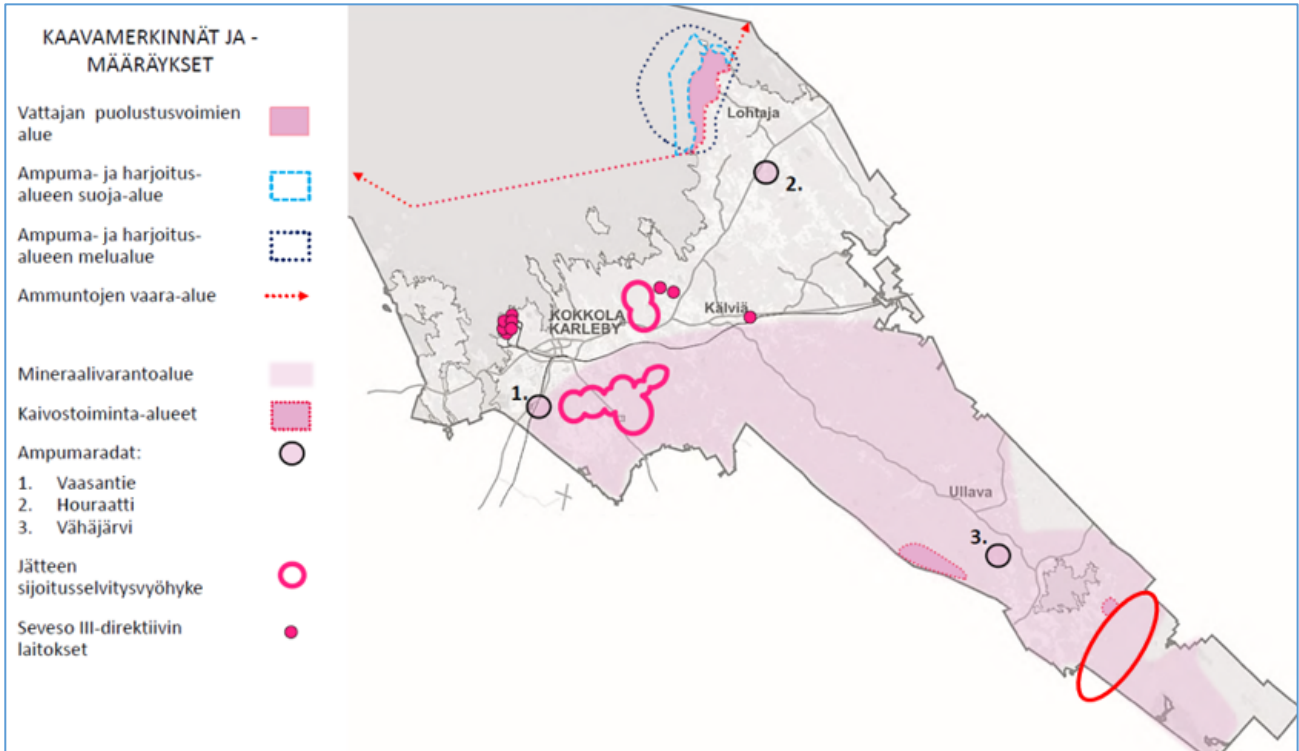 KAAVAMERKINNÄT JA -
MÄÄRÄYKSET
Vattajan puolustusvoimien
alue
Ampuma- ja harjoitus-
alueen suoja-alue
Ampuma- ja harjoitus-
alueen melualue
Ammuntojen vaara-alue
Mineraalivarantoalue
Kaivostoiminta-alueet
Ampumaradat:
1. Vaasantie
2. Houraatti
3. Vähäjärvi
Jätteen
sijoitusselvitysvyöhyke
Seveso III-direktiivin
laitokset
Lohtaja
2.
KOKKOLA
KARLEBY
Kälviä
1.
Ullava
3.